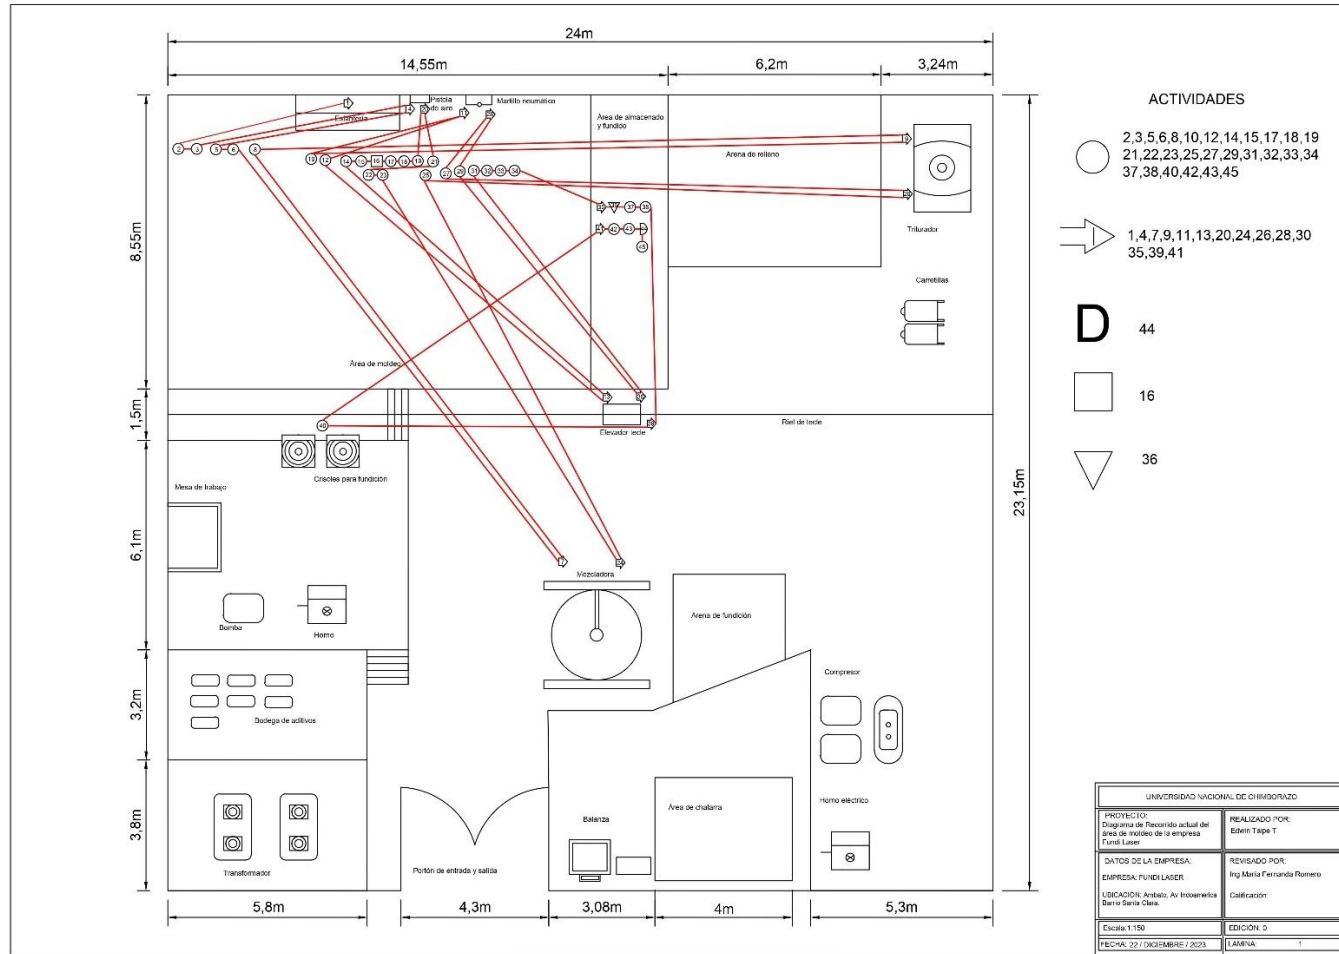 24m
14,55m
6,2m
3,24m
Estantería
Pistola
de aire
Martillo neumático
Área de almacenado
y fundido
Arena de relleno
Triturador
Carretillas
8,55m
Área de moldeo
1,5m
Elevador tecle
Riel de tecle
Crisoles para fundición
Mesa de trabajo
6,1m
23,15m
Bomba
Horno
Mezcladora
Arena de fundición
3,2m
Bodega de aditivos
Compresor
3,8m
Transformador
Portón de entrada y salida
Balanza
Área de chatarra
Horno eléctrico
5,8m
4,3m
3,08m
4m
5,3m
ACTIVIDADES
2,3,5,6,8,10,12,14,15,17,18,19
21,22,23,25,27,29,31,32,33,34
37,38,40,42,43,45
1,4,7,9,11,13,20,24,26,28,30
35,39,41
D
44
16
36
UNIVERSIDAD NACIONAL DE CHIMBORAZO
PROYECTO:
Diagrama de Recorrido actual del
área de moldeo de la empresa
Fundi Laser
REALIZADO POR:
Edwin Taipe T
DATOS DE LA EMPRESA:
EMPRESA: FUNDI LASER
UBICACIÓN: Ambato, Av Indoamerica
Barrio Santa Clara.
REVISADO POR:
Ing.María Fernanda Romero
Calificación:
Escala:1:150
EDICIÓN: 0
FECHA: 22 / DICIEMBRE / 2023
LAMINA: 1